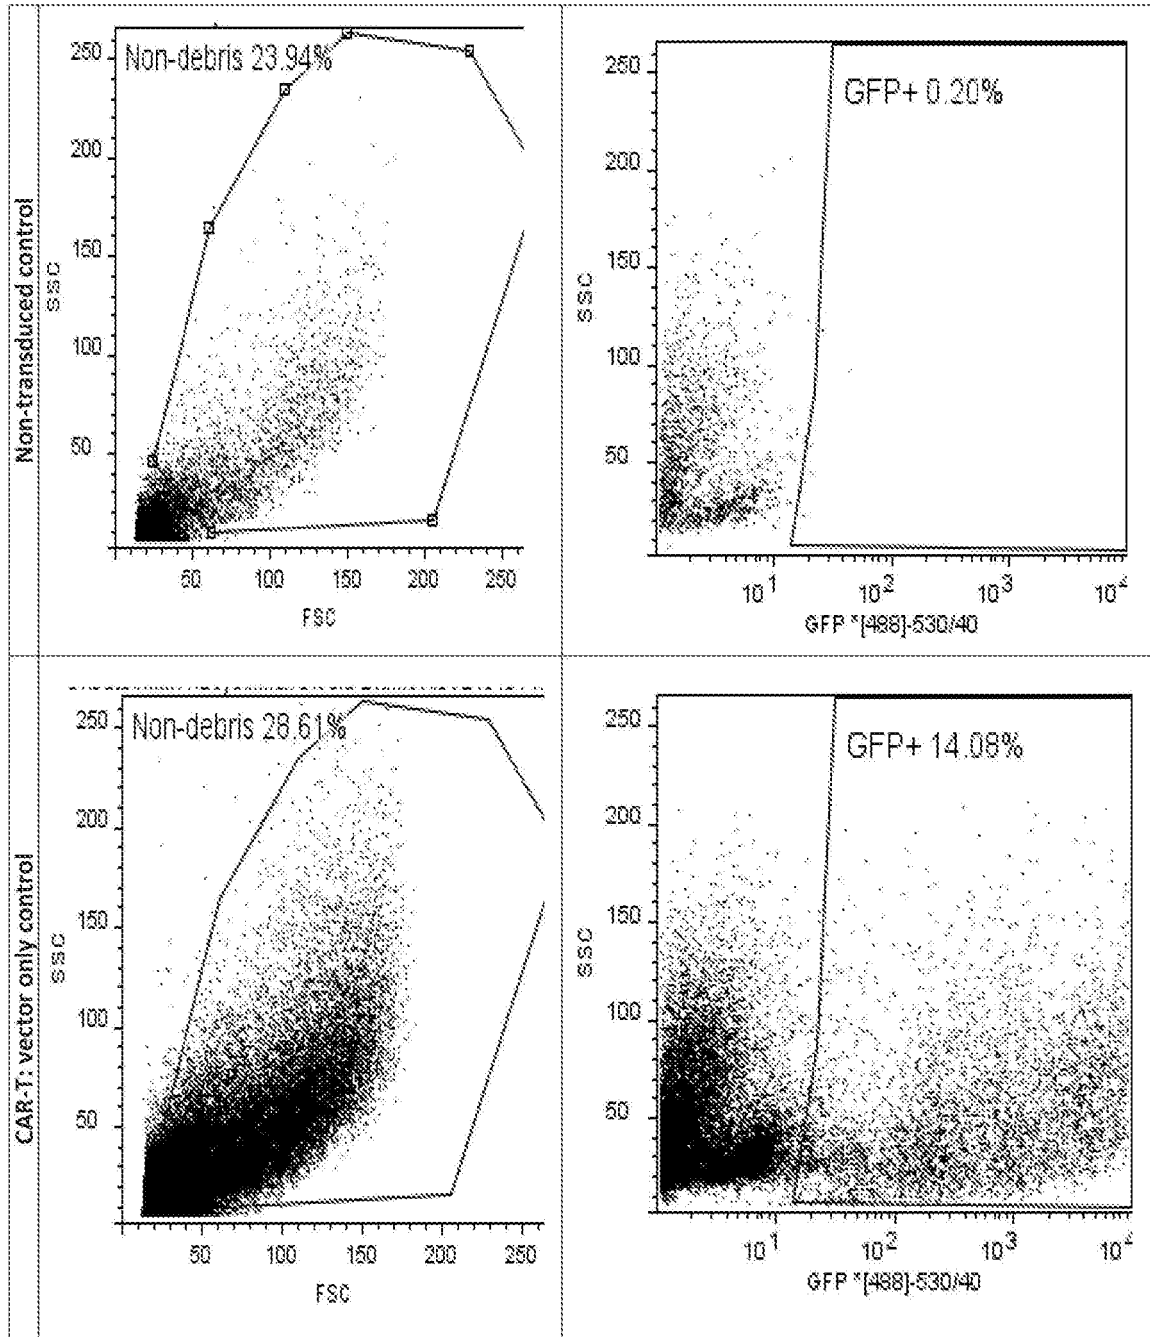 Non-transduced control
Non-debris 23.94%
250
200
150
100
50
SSC
50 100 150 200 250
FSC
GFP+ 0.20%
250
200
150
100
50
SSC
10^1 10^2 10^3 10^4
GFP *[488]-530/40
CAR-T: vector only control
Non-debris 28.61%
250
200
150
100
50
SSC
50 100 150 200 250
FSC
GFP+ 14.08%
250
200
150
100
50
SSC
10^1 10^2 10^3 10^4
GFP *[488]-530/40